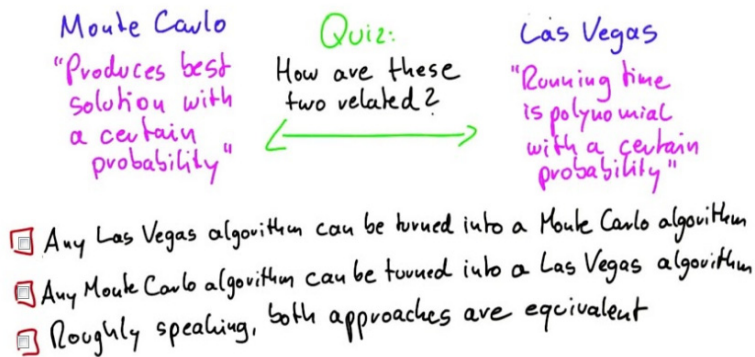 Monte Carlo
"Produces best
solution with
a certain
probability"
Quiz:
How are these
two related?
Las Vegas
"Running time
is polynomial
with a certain
probability"
Any Las Vegas algorithm can be turned into a Monte Carlo algorithm
Any Monte Carlo algorithm can be turned into a Las Vegas algorithm
Roughly speaking, both approaches are equivalent